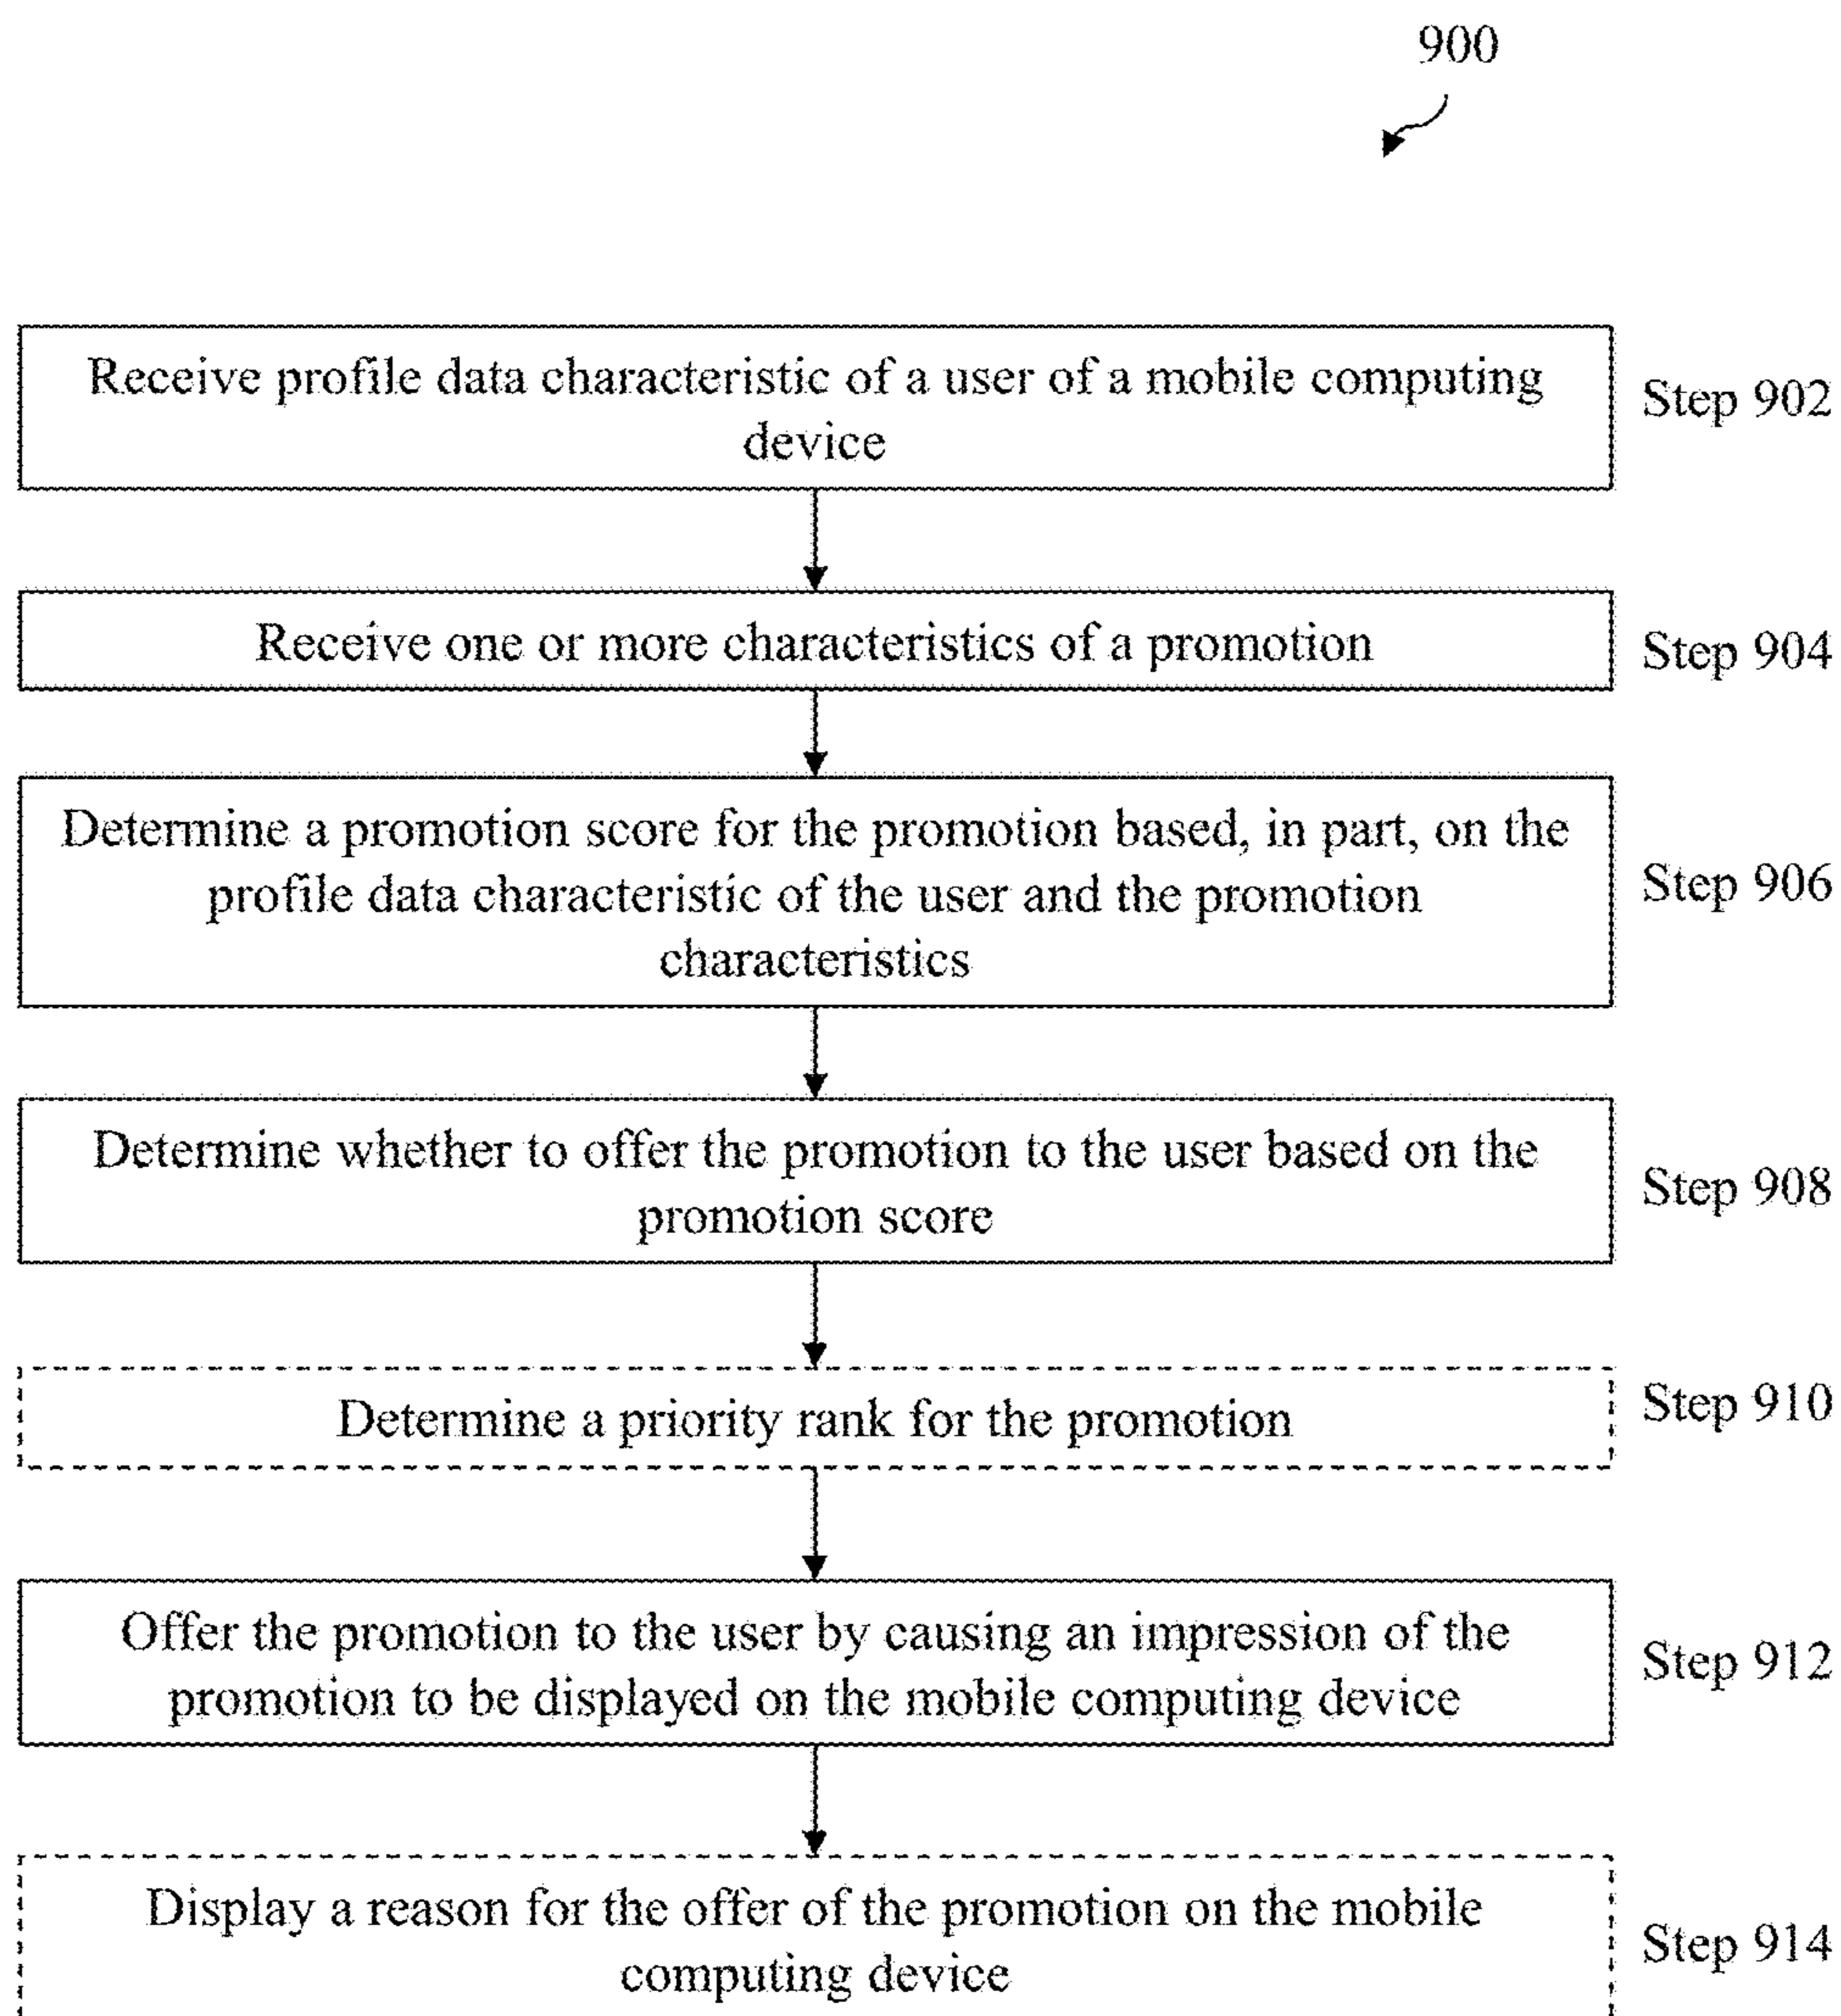 900
Receive profile data characteristic of a user of a mobile computing
device
Step 902
Receive one or more characteristics of a promotion
Step 904
Determine a promotion score for the promotion based, in part, on the
profile data characteristic of the user and the promotion
characteristics
Step 906
Determine whether to offer the promotion to the user based on the
promotion score
Step 908
Determine a priority rank for the promotion
Step 910
Offer the promotion to the user by causing an impression of the
promotion to be displayed on the mobile computing device
Step 912
Display a reason for the offer of the promotion on the mobile
computing device
Step 914